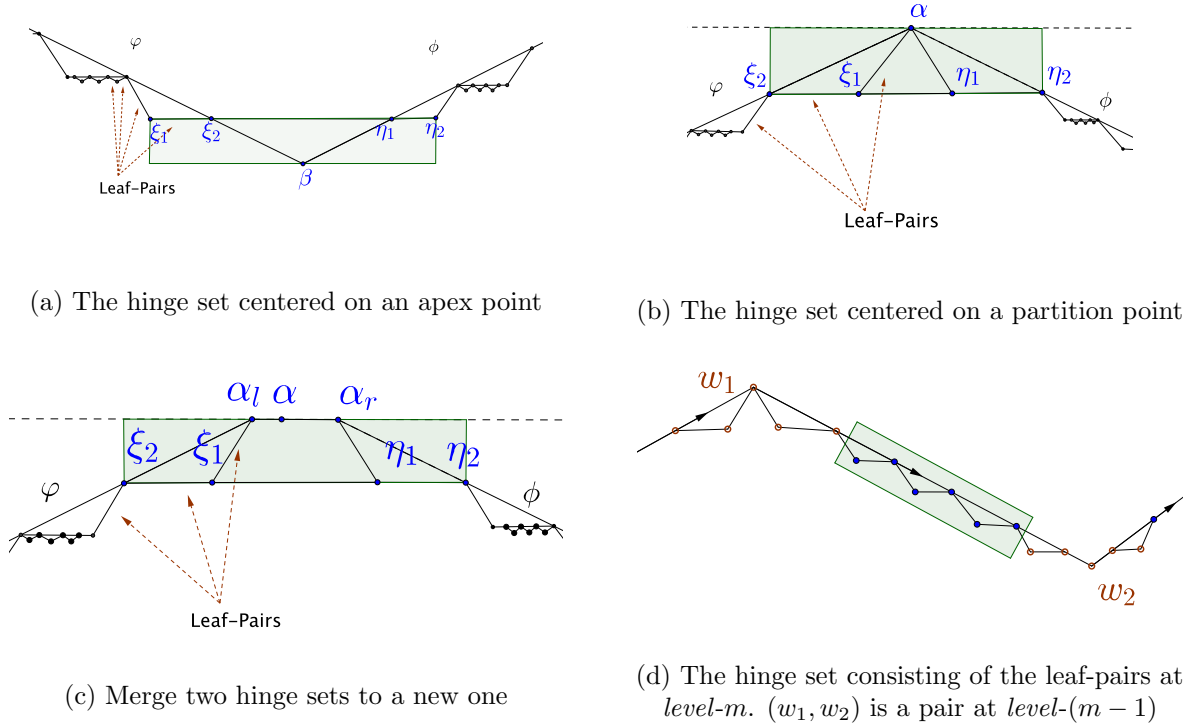 φ
ϕ
ξ1
ξ2
η1
η2
β
Leaf-Pairs
(a) The hinge set centered on an apex point
α
ξ2
ξ1
η1
η2
φ
ϕ
Leaf-Pairs
(b) The hinge set centered on a partition point
αl α αr
ξ2
ξ1
η1
η2
φ
ϕ
Leaf-Pairs
(c) Merge two hinge sets to a new one
w1
w2
(d) The hinge set consisting of the leaf-pairs at
level-m. (w1, w2) is a pair at level-(m − 1)